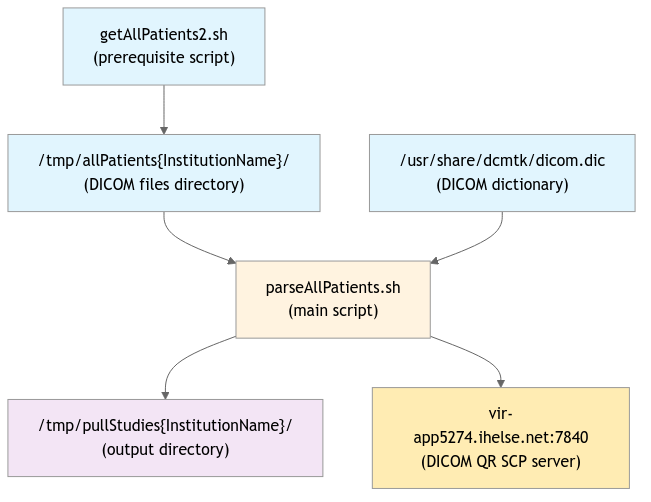 getAllPatients2.sh
(prerequisite script)
/tmp/allPatients{InstitutionName}/
(DICOM files directory)
/usr/share/dcmtk/dicom.dic
(DICOM dictionary)
parseAllPatients.sh
(main script)
/tmp/pullStudies{InstitutionName}/
(output directory)
vir-
app5274.ihelse.net:7840
(DICOM QR SCP server)